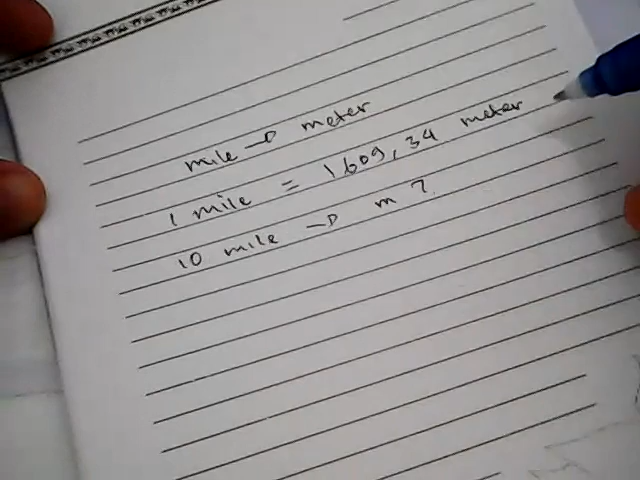 mile → meter
1 mile = 1609,34 meter
10 mile → m ?